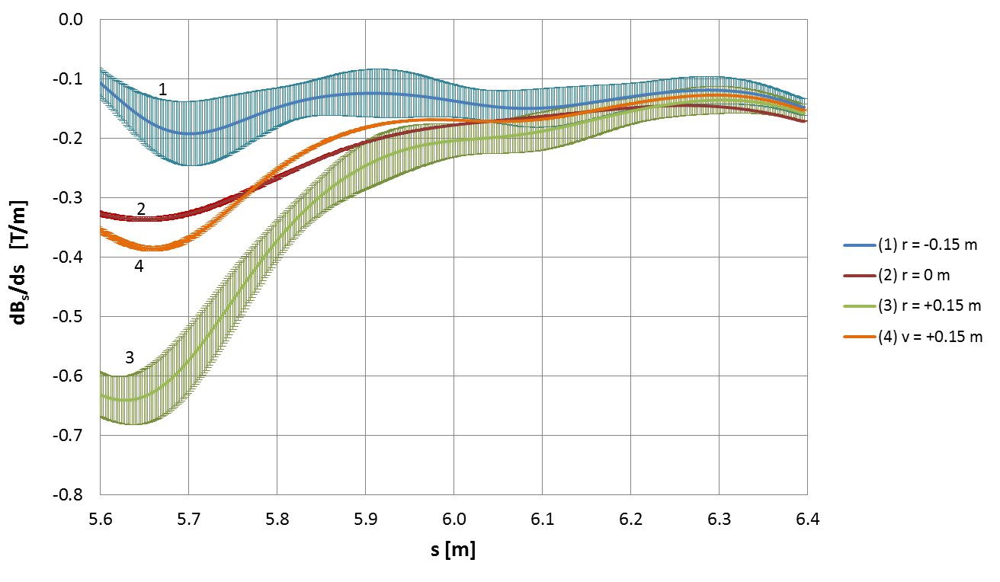 0.0
-0.1
-0.2
-0.3
-0.4
-0.5
-0.6
-0.7
-0.8
dBs/ds [T/m]
1
2
4
3
5.6 5.7 5.8 5.9 6.0 6.1 6.2 6.3 6.4
s [m]
(1) r = -0.15 m
(2) r = 0 m
(3) r = +0.15 m
(4) v = +0.15 m